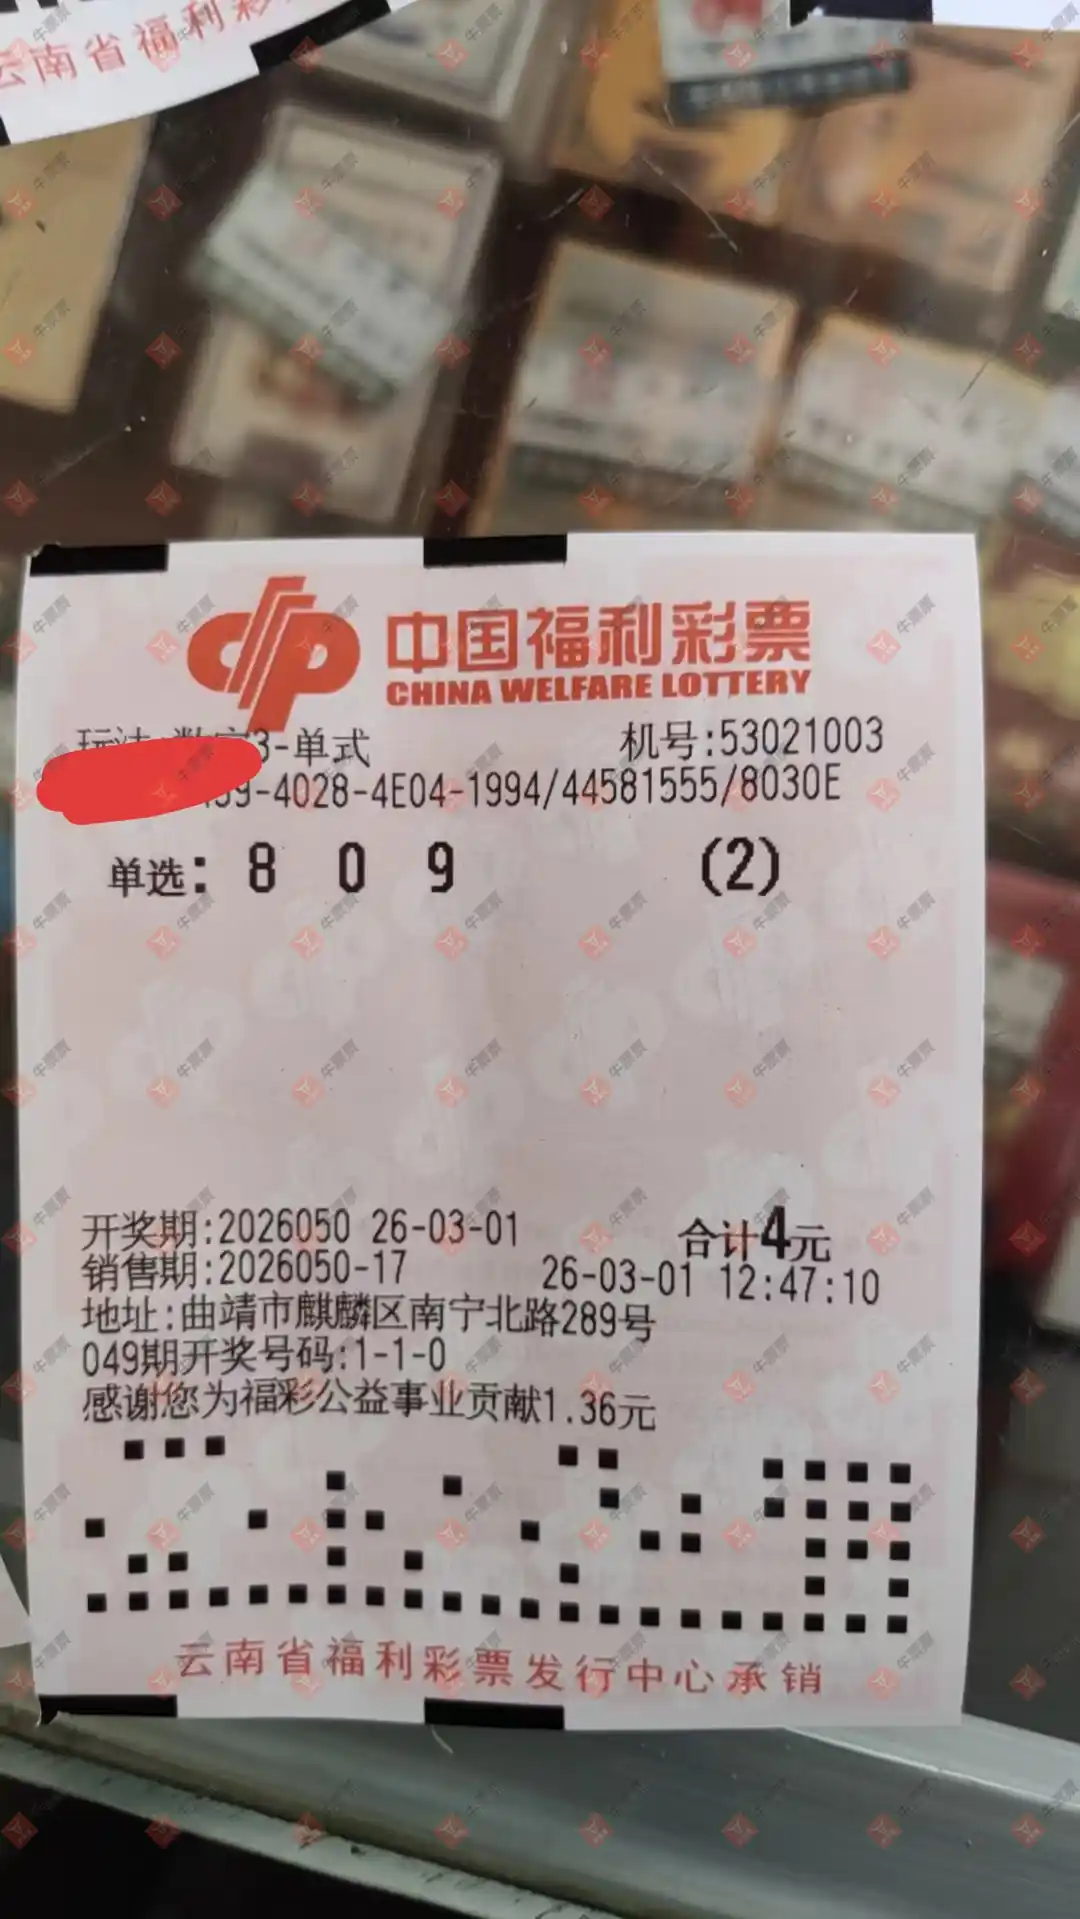 云南省福利
中国福利彩票
CHINA WELFARE LOTTERY
3-单式 机号:53021003
9-4028-4E04-1994/44581555/8030E
单选: 8 0 9 (2)
开奖期:2026050 26-03-01 合计4元
销售期:2026050-17 26-03-01 12:47:10
地址:曲靖市麒麟区南宁北路289号
049期开奖号码:1-1-0
感谢您为福彩公益事业贡献1.36元
云南省福利彩票发行中心承销
牛票票